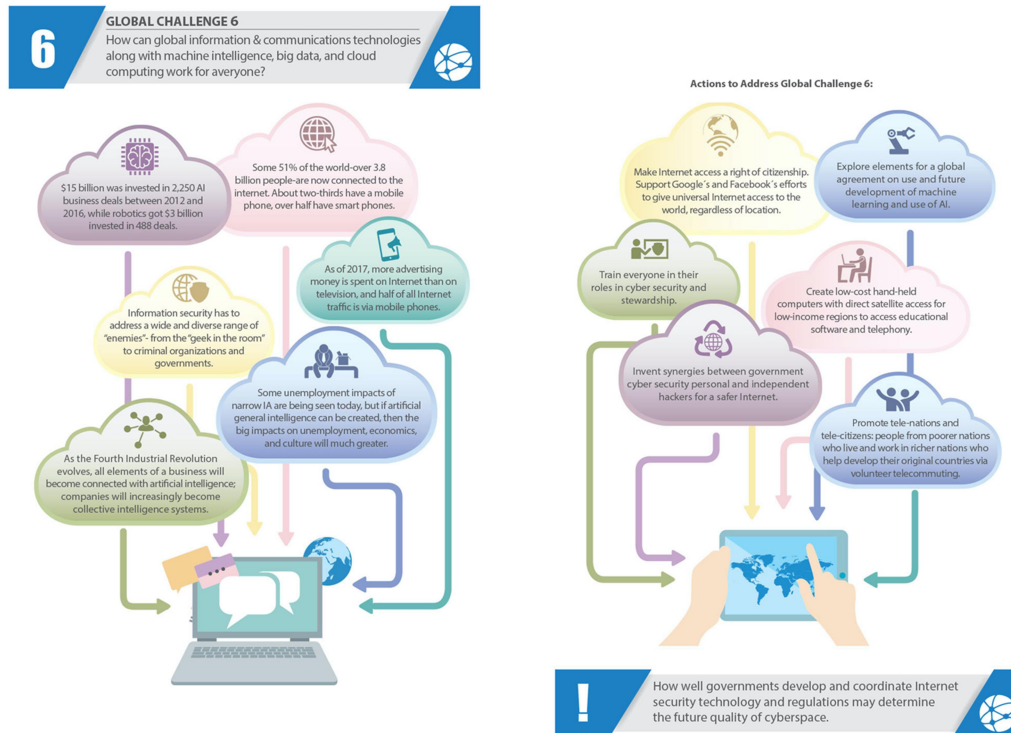 6
GLOBAL CHALLENGE 6
How can global information & communications technologies
along with machine intelligence, big data, and cloud
computing work for averyone?
$15 billion was invested in 2,250 AI
business deals between 2012 and
2016, while robotics got $3 billion
invested in 488 deals.
Some 51% of the world-over 3.8
billion people-are now connected to the
internet. About two-thirds have a mobile
phone, over half have smart phones.
As of 2017, more advertising
money is spent on Internet than on
television, and half of all Internet
traffic is via mobile phones.
Information security has to
address a wide and diverse range of
"enemies"- from the "geek in the room"
to criminal organizations and
governments.
Some unemployment impacts of
narrow IA are being seen today, but if artificial
general intelligence can be created, then the
big impacts on unemployment, economics,
and culture will much greater.
As the Fourth Industrial Revolution
evolves, all elements of a business will
become connected with artificial intelligence;
companies will increasingly become
collective intelligence systems.
Actions to Address Global Challenge 6:
Make Internet access a right of citizenship.
Support Google´s and Facebook´s efforts
to give universal Internet access to the
world, regardless of location.
Explore elements for a global
agreement on use and future
development of machine
learning and use of AI.
Train everyone in their
roles in cyber security and
stewardship.
Create low-cost hand-held
computers with direct satellite access for
low-income regions to access educational
software and telephony.
Invent synergies between government
cyber security personal and independent
hackers for a safer Internet.
Promote tele-nations and
tele-citizens: people from poorer nations
who live and work in richer nations who
help develop their original countries via
volunteer telecommuting.
!
How well governments develop and coordinate Internet
security technology and regulations may determine
the future quality of cyberspace.